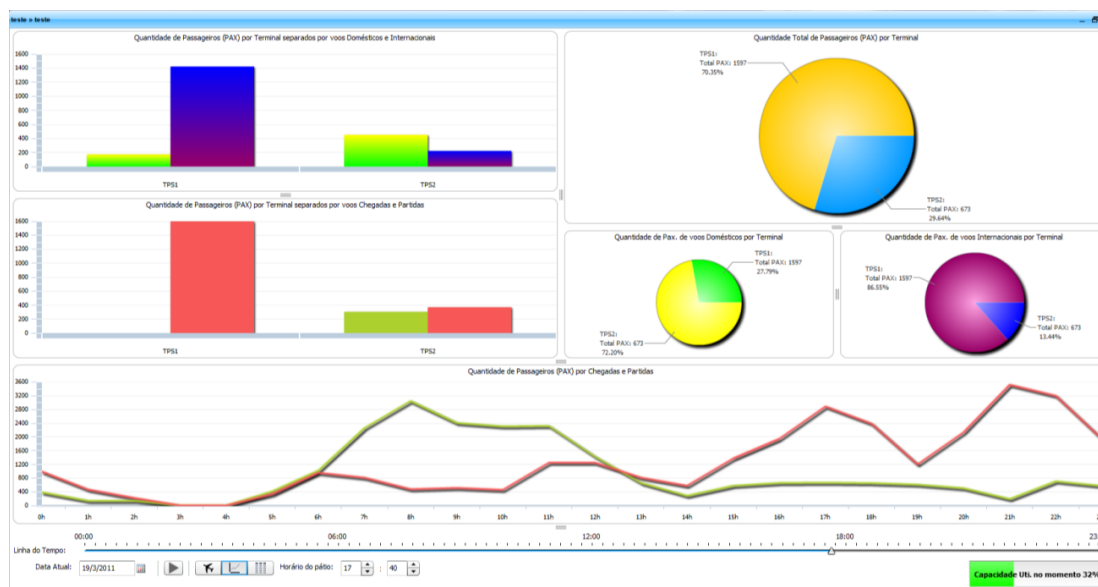 teste » teste
Quantidade de Passageiros (PAX) por Terminal separados por voos Domésticos e Internacionais
1600
1400
1200
1000
800
600
400
200
0
TPS1
TPS2
Quantidade Total de Passageiros (PAX) por Terminal
TPS1:
Total PAX: 1597
70.35%
TPS2:
Total PAX: 673
29.64%
Quantidade de Passageiros (PAX) por Terminal separados por voos Chegadas e Partidas
1600
1400
1200
1000
800
600
400
200
0
TPS1
TPS2
Quantidade de Pax. de voos Domésticos por Terminal
TPS1:
Total PAX: 1597
27.79%
TPS2:
Total PAX: 673
72.20%
Quantidade de Pax. de voos Internacionais por Terminal
TPS1:
Total PAX: 1597
86.55%
TPS2:
Total PAX: 673
13.44%
Quantidade de Passageiros (PAX) por Chegadas e Partidas
3600
3200
2800
2400
2000
1600
1200
800
400
0
0h 1h 2h 3h 4h 5h 6h 7h 8h 9h 10h 11h 12h 13h 14h 15h 16h 17h 18h 19h 20h 21h 22h 2
00:00 06:00 12:00 18:00 23:
Linha do Tempo:
Data Atual: 19/3/2011 Horário do pátio: 17 : 40
Capacidade Uti. no momento 32%